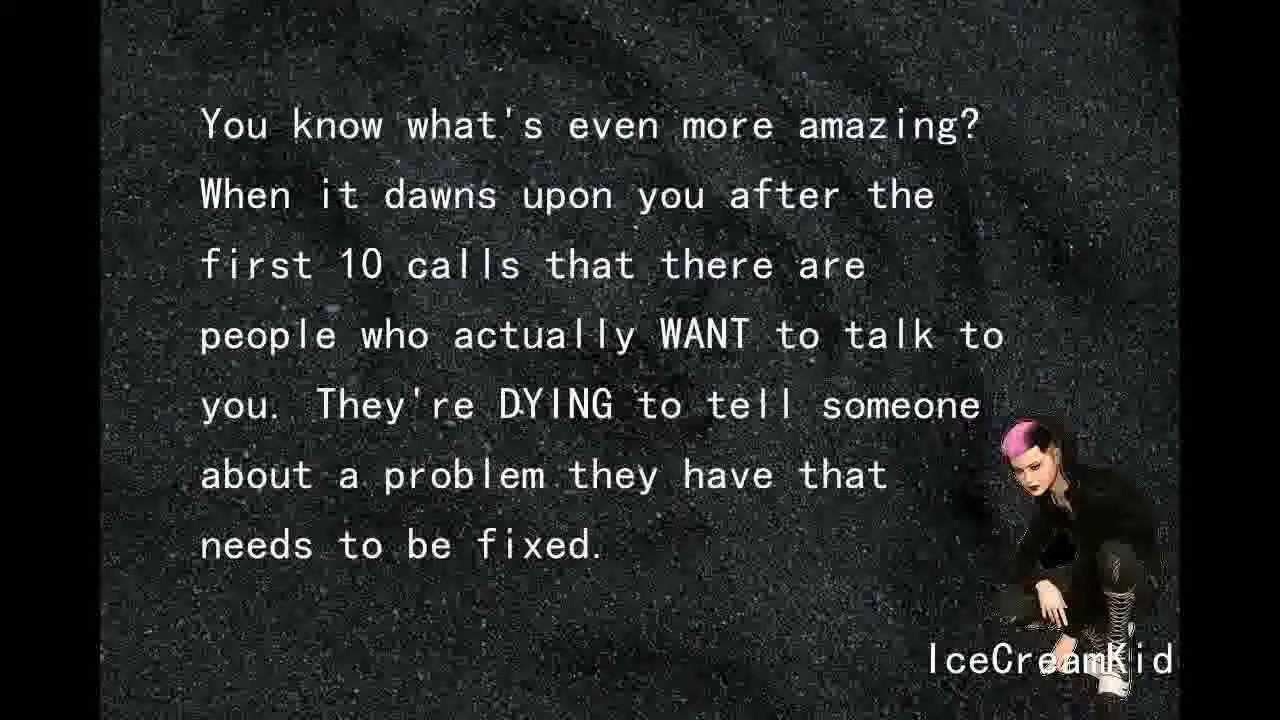 You know what's even more amazing?
When it dawns upon you after the
first 10 calls that there are
people who actually WANT to talk to
you. They're DYING to tell someone
about a problem they have that
needs to be fixed.
IceCreamKid